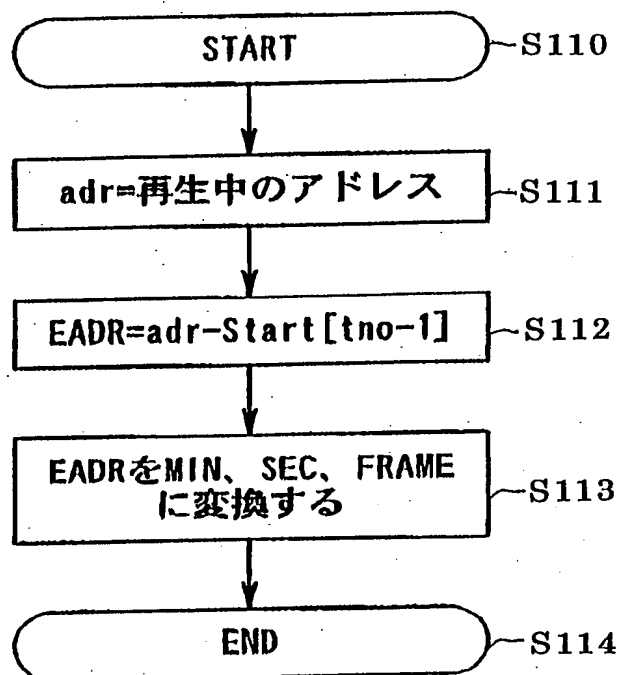 START
S110
adr=再生中のアドレス
S111
EADR=adr-Start[tno-1]
S112
EADRをMIN、SEC、FRAME
に変換する
S113
END
S114